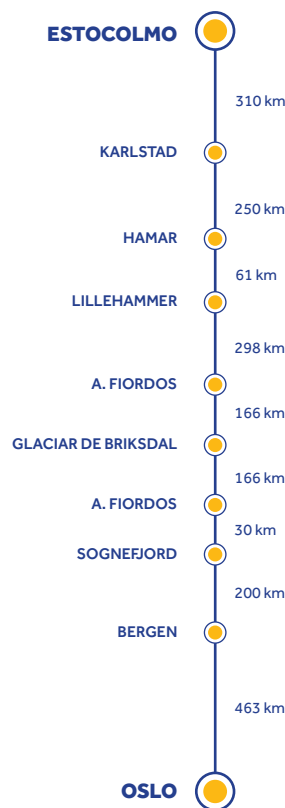 ESTOCOLMO
310 km
KARLSTAD
250 km
HAMAR
61 km
LILLEHAMMER
298 km
A. FIORDOS
166 km
GLACIAR DE BRIKSDAL
166 km
A. FIORDOS
30 km
SOGNEFJORD
200 km
BERGEN
463 km
OSLO